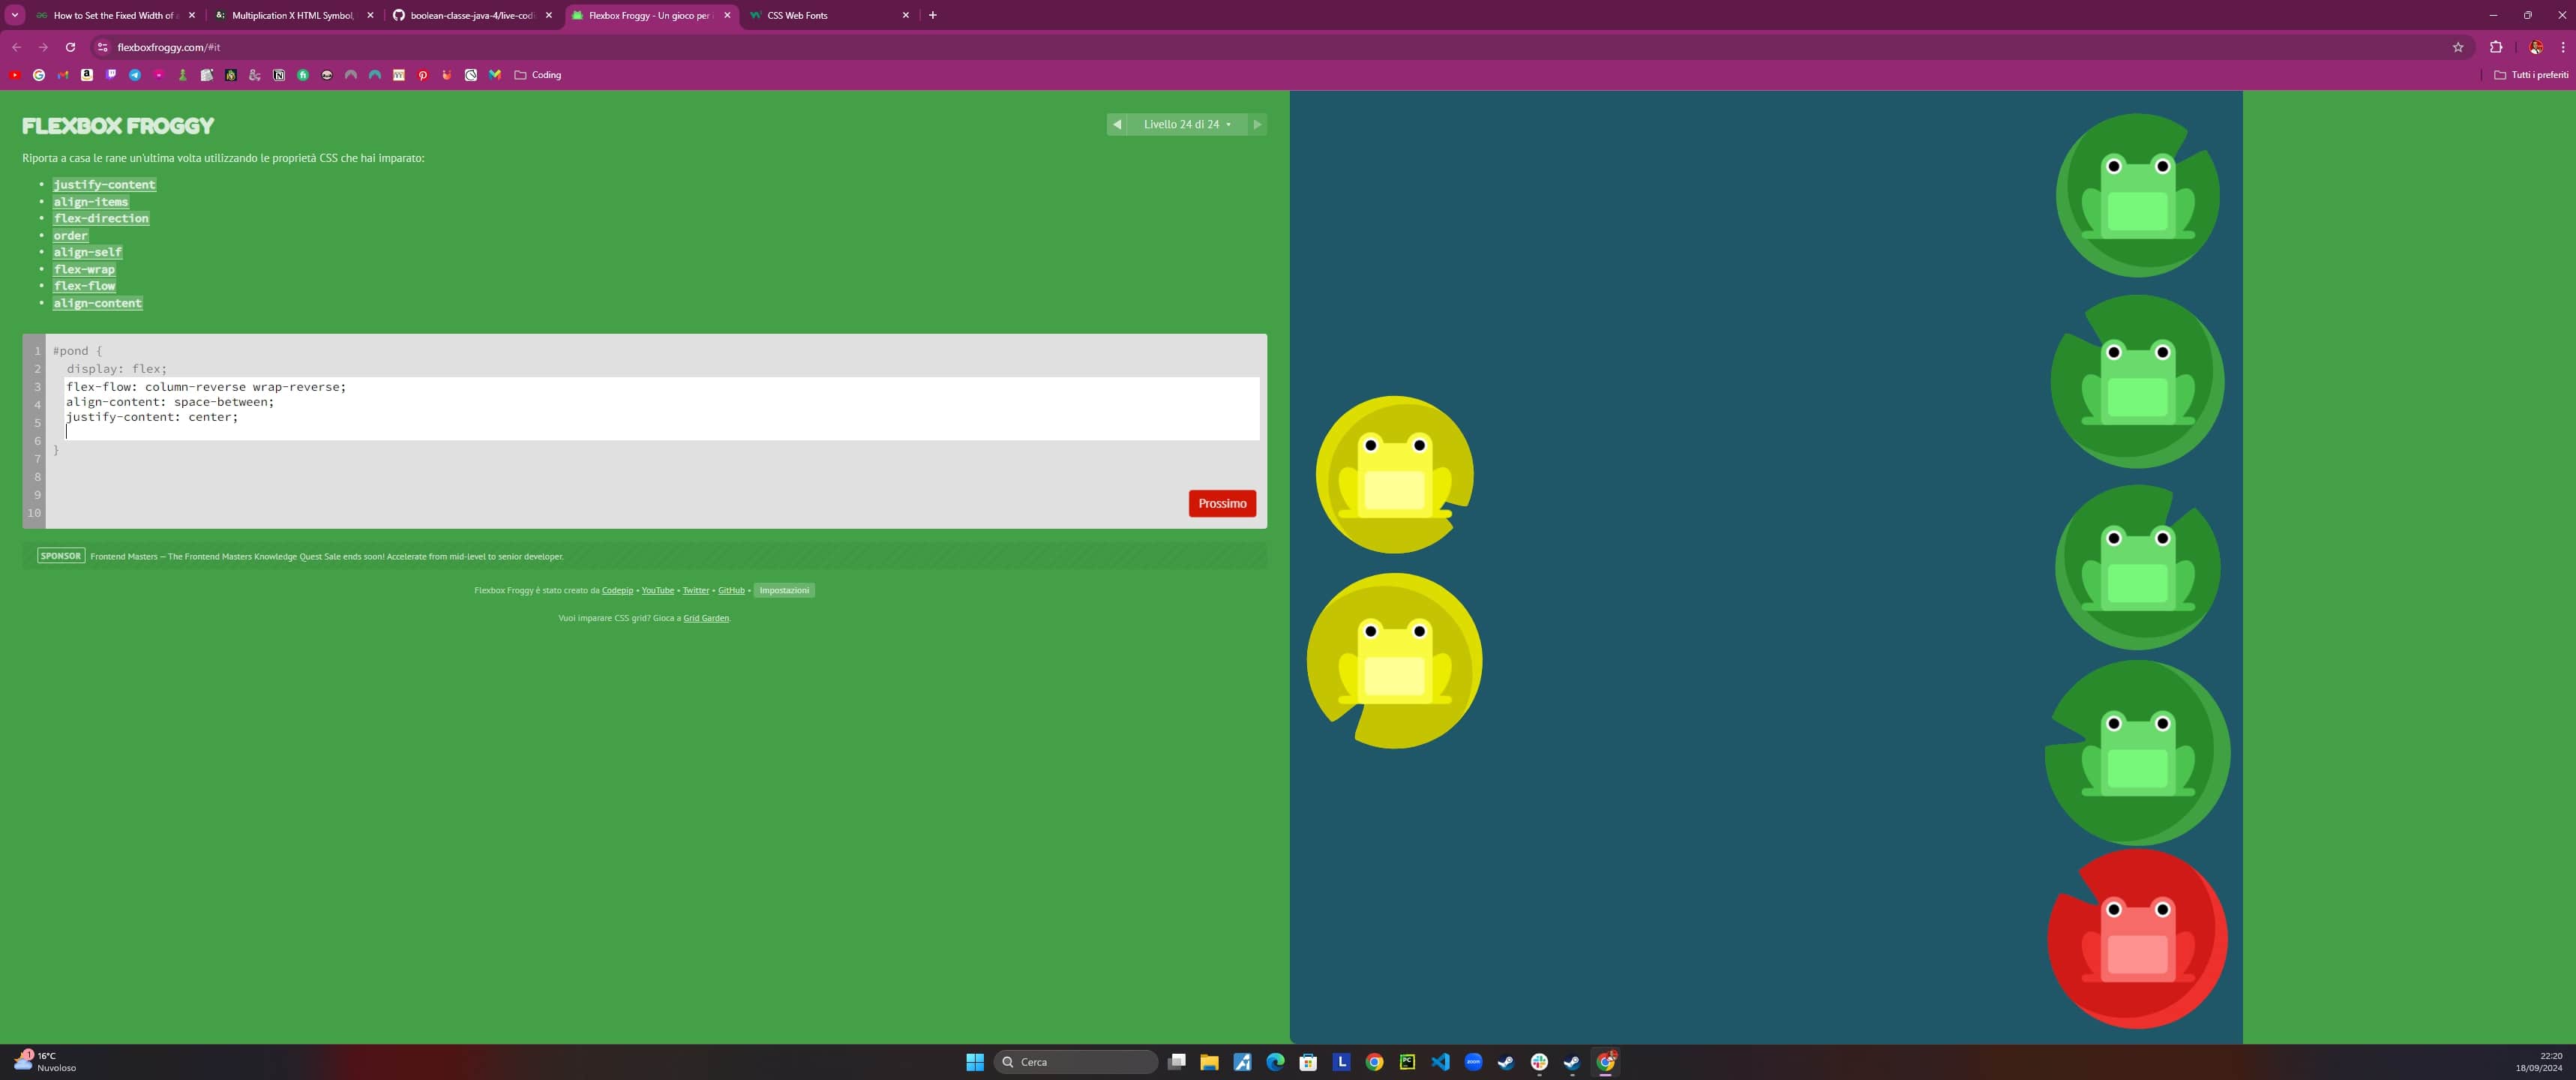 How to Set the Fixed Width of
Multiplication X HTML Symbol,
boolean-classe-java-4/live-codi
Flexbox Froggy - Un gioco per
CSS Web Fonts
flexboxfroggy.com/#it
Coding
Tutti i preferiti
FLEXBOX FROGGY
Livello 24 di 24
Riporta a casa le rane un'ultima volta utilizzando le proprietà CSS che hai imparato:
justify-content
align-items
flex-direction
order
align-self
flex-wrap
flex-flow
align-content
1 #pond {
2 display: flex;
3 flex-flow: column-reverse wrap-reverse;
4 align-content: space-between;
5 justify-content: center;
6
7 }
8
9
10
Prossimo
SPONSOR Frontend Masters — The Frontend Masters Knowledge Quest Sale ends soon! Accelerate from mid-level to senior developer.
Flexbox Froggy è stato creato da Codepip • YouTube • Twitter • GitHub • Impostazioni
Vuoi imparare CSS grid? Gioca a Grid Garden.
1
16°C
Nuvoloso
Cerca
22:20
18/09/2024